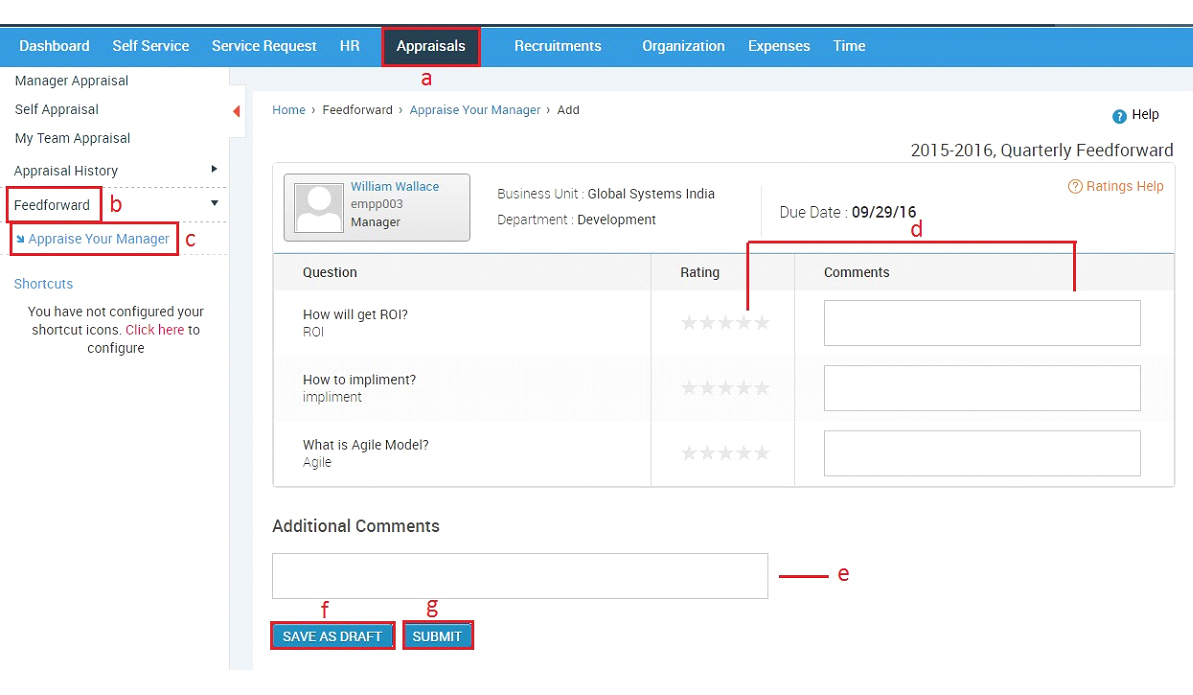 Dashboard Self Service Service Request HR Appraisals Recruitments Organization Expenses Time
a
Manager Appraisal
Self Appraisal
My Team Appraisal
Appraisal History
Feedforward b
Appraise Your Manager c
Shortcuts
You have not configured your
shortcut icons. Click here to
configure
Home › Feedforward › Appraise Your Manager › Add
? Help
2015-2016, Quarterly Feedforward
William Wallace
empp003
Manager
Business Unit : Global Systems India
Department : Development
Due Date : 09/29/16
? Ratings Help
d
Question Rating Comments
How will get ROI?
ROI
How to impliment?
impliment
What is Agile Model?
Agile
Additional Comments
e
f g
SAVE AS DRAFT SUBMIT